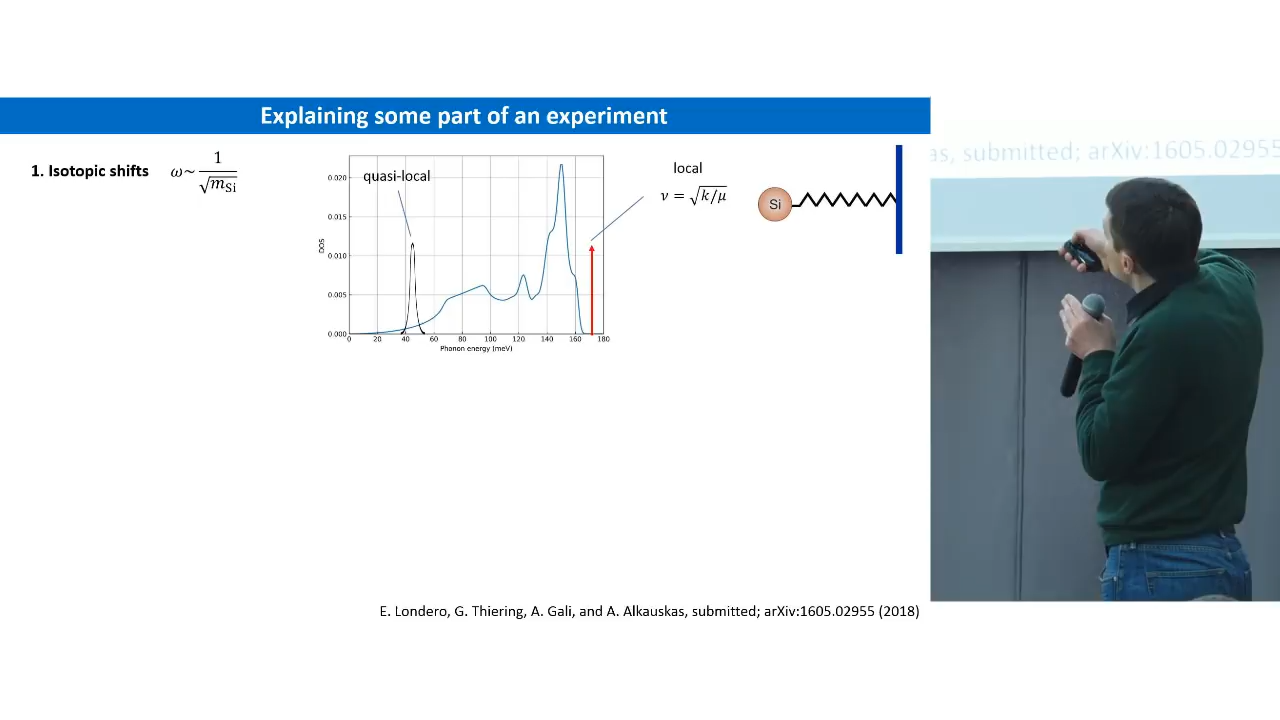 Explaining some part of an experiment
1. Isotopic shifts
ω~ 1/√m_Si
quasi-local
local
ν = √k/μ
Si
0.020
0.015
0.010
0.005
0.000
DOS
0 20 40 60 80 100 120 140 160 180
Phonon energy (meV)
as, submitted; arXiv:1605.02955
E. Londero, G. Thiering, A. Gali, and A. Alkauskas, submitted; arXiv:1605.02955 (2018)